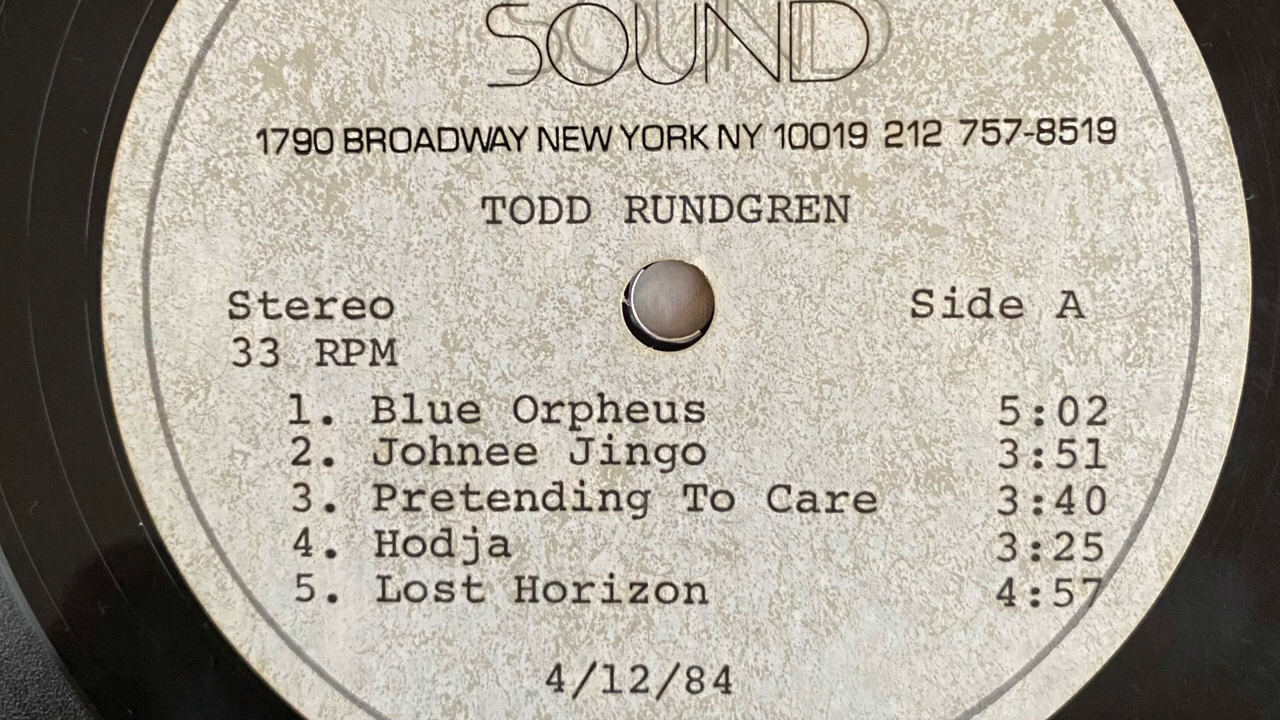 SOUND
1790 BROADWAY NEW YORK NY 10019 212 757-8519
TODD RUNDGREN
Stereo Side A
33 RPM
1. Blue Orpheus 5:02
2. Johnee Jingo 3:51
3. Pretending To Care 3:40
4. Hodja 3:25
5. Lost Horizon 4:57
4/12/84